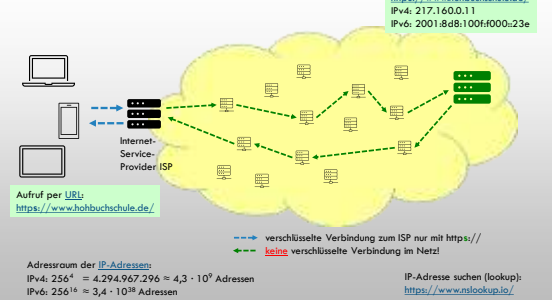 IPv4: 217.160.0.11
IPv6: 2001:8d8:100f:f000::23e
Internet-
Service-
Provider ISP
Aufruf per URL:
https://www.hohbuchschule.de/
verschlüsselte Verbindung zum ISP nur mit https://
keine verschlüsselte Verbindung im Netz!
Adressraum der IP-Adressen:
IPv4: 256⁴ = 4.294.967.296 ≈ 4,3 · 10⁹ Adressen
IPv6: 256¹⁶ ≈ 3,4 · 10³⁸ Adressen
IP-Adresse suchen (lookup):
https://www.nslookup.io/